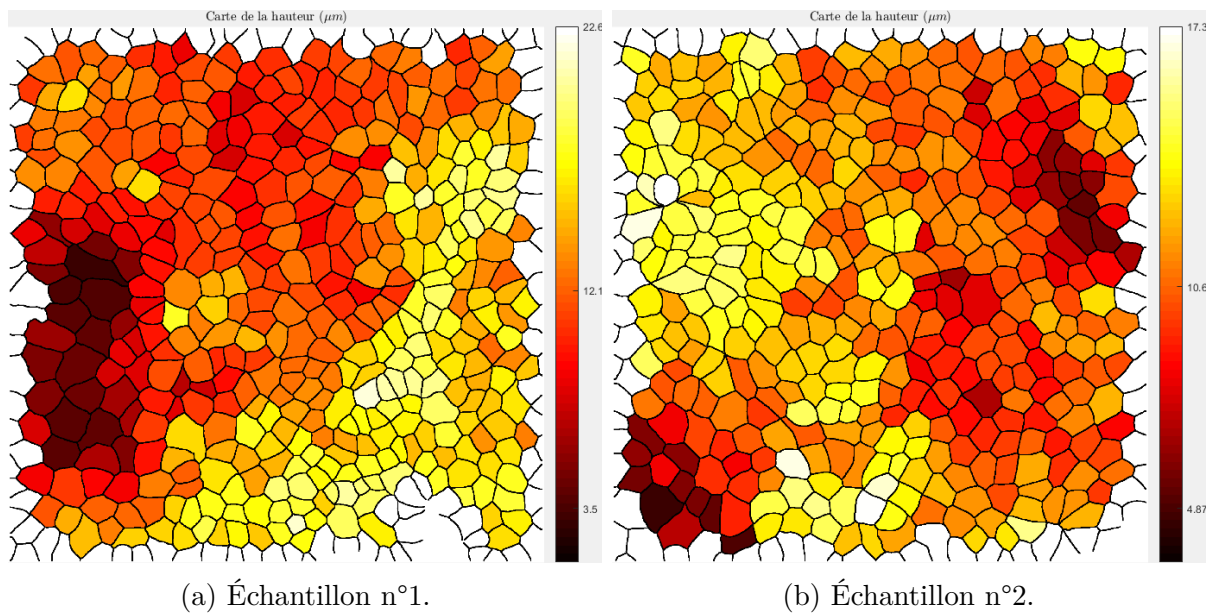 Carte de la hauteur (μm)
22.6
12.1
3.5
(a) Échantillon n°1.
Carte de la hauteur (μm)
17.3
10.6
4.87
(b) Échantillon n°2.